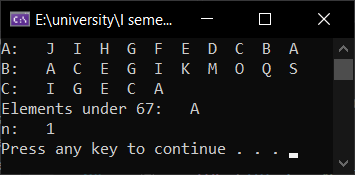 E:\university\I seme...
A:   J  I  H  G  F  E  D  C  B  A
B:   A  C  E  G  I  K  M  O  Q  S
C:   I  G  E  C  A
Elements under 67:   A
n:   1
Press any key to continue . . .